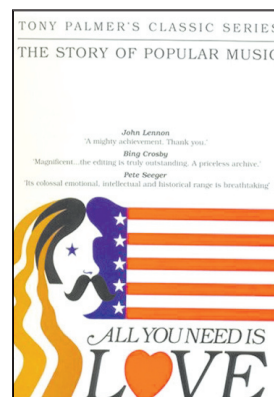 TONY PALMER'S CLASSIC SERIES
THE STORY OF POPULAR MUSIC
John Lennon
'A mighty achievement. Thank you.'
Bing Crosby
'Magnificent...the editing is truly outstanding. A priceless archive.'
Pete Seeger
'Its colossal emotional, intellectual and historical range is breathtaking'
ALL YOU NEED IS
LOVE